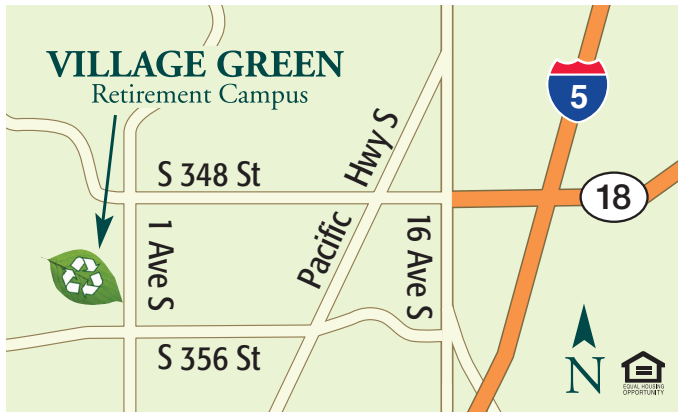 VILLAGE GREEN
Retirement Campus
5
S 348 St
Pacific Hwy S
18
1 Ave S
16 Ave S
S 356 St
N
EQUAL HOUSING
OPPORTUNITY